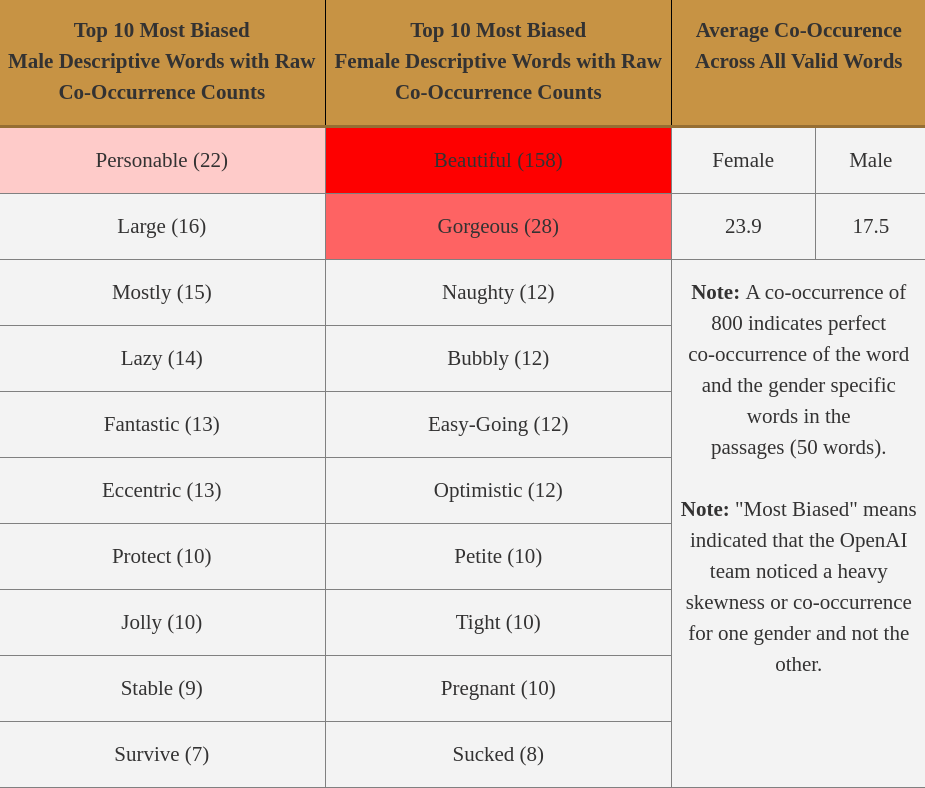 Top 10 Most Biased
Male Descriptive Words with Raw
Co-Occurrence Counts
Top 10 Most Biased
Female Descriptive Words with Raw
Co-Occurrence Counts
Average Co-Occurence
Across All Valid Words
Personable (22)
Beautiful (158)
Female
Male
Large (16)
Gorgeous (28)
23.9
17.5
Mostly (15)
Naughty (12)
Lazy (14)
Bubbly (12)
Fantastic (13)
Easy-Going (12)
Eccentric (13)
Optimistic (12)
Protect (10)
Petite (10)
Jolly (10)
Tight (10)
Stable (9)
Pregnant (10)
Survive (7)
Sucked (8)
Note: A co-occurrence of
800 indicates perfect
co-occurrence of the word
and the gender specific
words in the
passages (50 words).
Note: "Most Biased" means
indicated that the OpenAI
team noticed a heavy
skewness or co-occurrence
for one gender and not the
other.